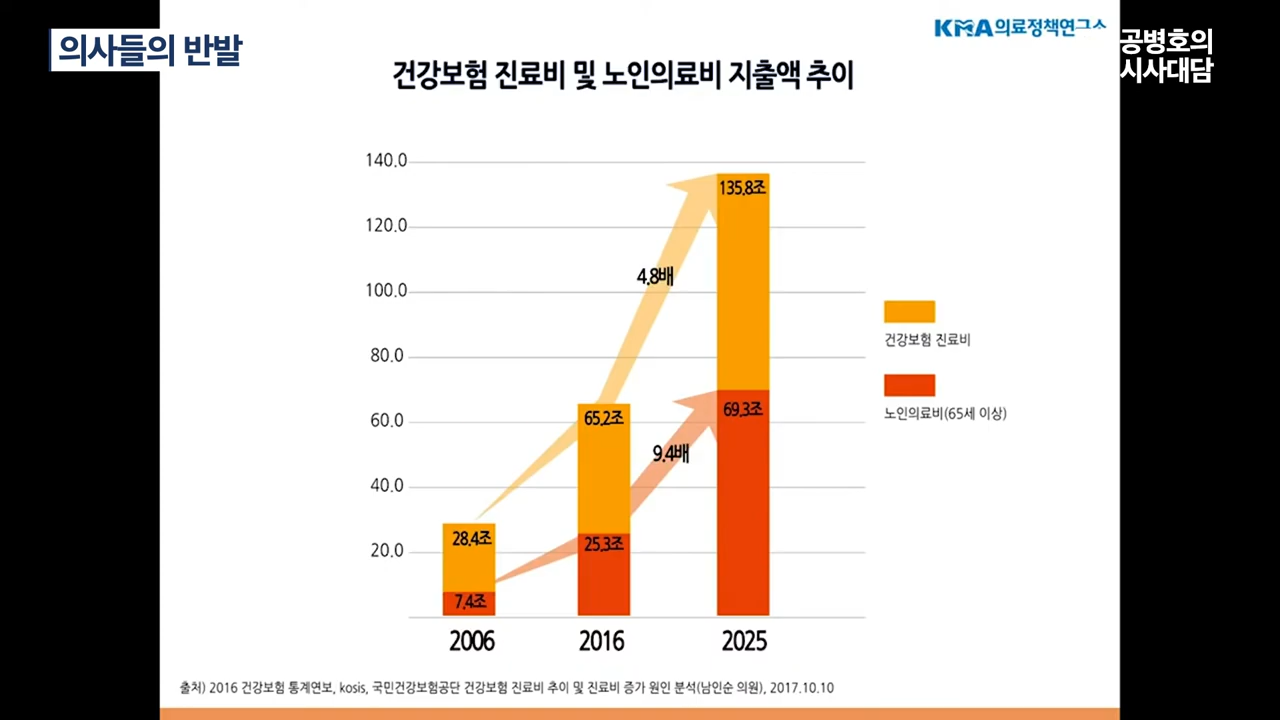 의사들의 반발
KMA의료정책연구소
공병호의
시사대담
건강보험 진료비 및 노인의료비 지출액 추이
140.0
120.0
100.0
80.0
60.0
40.0
20.0
135.8조
4.8배
65.2조
69.3조
9.4배
28.4조
25.3조
7.4조
2006 2016 2025
건강보험 진료비
노인의료비(65세 이상)
출처) 2016 건강보험 통계연보, kosis, 국민건강보험공단 건강보험 진료비 추이 및 진료비 증가 원인 분석(남인순 의원), 2017.10.10